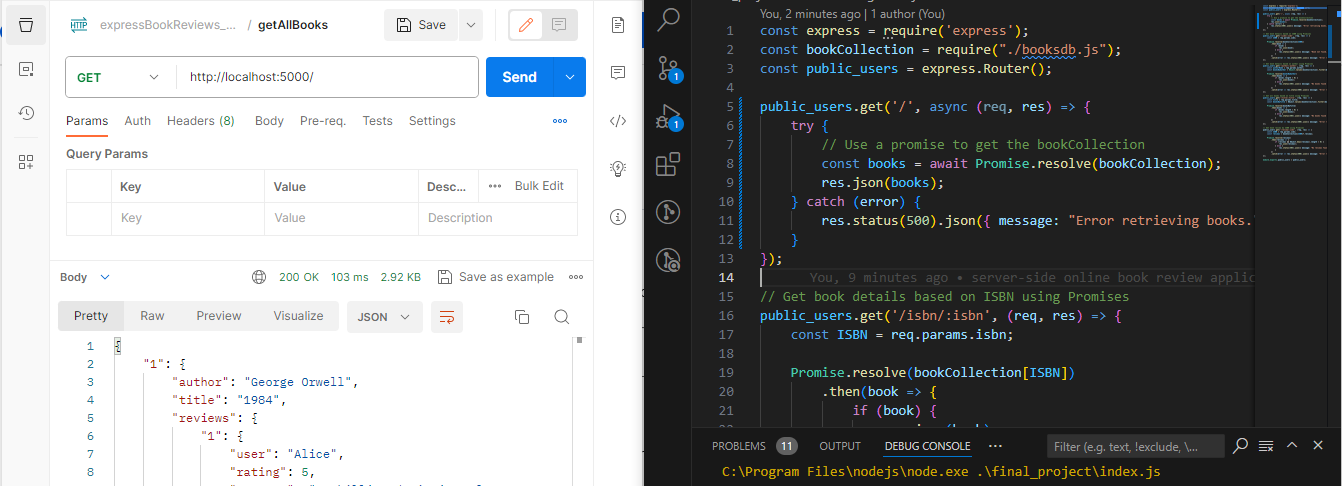 HTTP expressBookReviews_... / getAllBooks Save
GET http://localhost:5000/ Send
Params Auth Headers (8) Body Pre-req. Tests Settings
Query Params
Key Value Desc... Bulk Edit
Key Value Description
Body 200 OK 103 ms 2.92 KB Save as example
Pretty Raw Preview Visualize JSON
1 {
2 "1": {
3 "author": "George Orwell",
4 "title": "1984",
5 "reviews": {
6 "1": {
7 "user": "Alice",
8 "rating": 5,
1
1
You, 2 minutes ago | 1 author (You)
1 const express = require('express');
2 const bookCollection = require("./booksdb.js");
3 const public_users = express.Router();
4
5 public_users.get('/', async (req, res) => {
6 try {
7 // Use a promise to get the bookCollection
8 const books = await Promise.resolve(bookCollection);
9 res.json(books);
10 } catch (error) {
11 res.status(500).json({ message: "Error retrieving books.
12 }
13 });
14 You, 9 minutes ago • server-side online book review applic
15 // Get book details based on ISBN using Promises
16 public_users.get('/isbn/:isbn', (req, res) => {
17 const ISBN = req.params.isbn;
18
19 Promise.resolve(bookCollection[ISBN])
20 .then(book => {
21 if (book) {
PROBLEMS 11 OUTPUT DEBUG CONSOLE ... Filter (e.g. text, !exclude, \...
C:\Program Files\nodejs\node.exe .\final_project\index.js